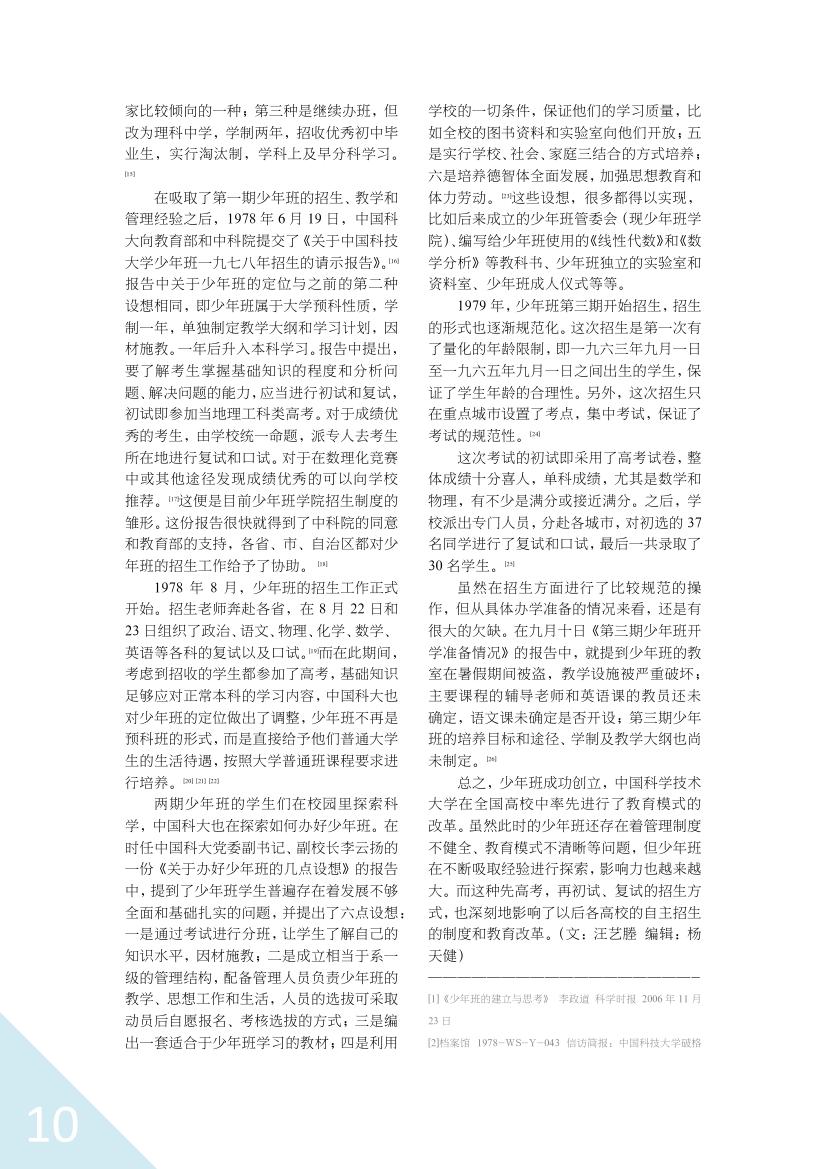 家比较倾向的一种；第三种是继续办班，但
改为理科中学，学制两年，招收优秀初中毕
业生，实行淘汰制，学科上及早分科学习。
[15]
在吸取了第一期少年班的招生、教学和
管理经验之后，1978 年 6 月 19 日，中国科
大向教育部和中科院提交了《关于中国科技
大学少年班一九七八年招生的请示报告》。[16]
报告中关于少年班的定位与之前的第二种
设想相同，即少年班属于大学预科性质，学
制一年，单独制定教学大纲和学习计划，因
材施教。一年后升入本科学习。报告中提出，
要了解考生掌握基础知识的程度和分析问
题、解决问题的能力，应当进行初试和复试，
初试即参加当地理工科类高考。对于成绩优
秀的考生，由学校统一命题，派专人去考生
所在地进行复试和口试。对于在数理化竞赛
中或其他途径发现成绩优秀的可以向学校
推荐。[17]这便是目前少年班学院招生制度的
雏形。这份报告很快就得到了中科院的同意
和教育部的支持，各省、市、自治区都对少
年班的招生工作给予了协助。 [18]
1978 年 8 月，少年班的招生工作正式
开始。招生老师奔赴各省，在 8 月 22 日和
23 日组织了政治、语文、物理、化学、数学、
英语等各科的复试以及口试。[19]而在此期间，
考虑到招收的学生都参加了高考，基础知识
足够应对正常本科的学习内容，中国科大也
对少年班的定位做出了调整，少年班不再是
预科班的形式，而是直接给予他们普通大学
生的生活待遇，按照大学普通班课程要求进
行培养。 [20] [21] [22]
两期少年班的学生们在校园里探索科
学，中国科大也在探索如何办好少年班。在
时任中国科大党委副书记、副校长李云扬的
一份《关于办好少年班的几点设想》的报告
中，提到了少年班学生普遍存在着发展不够
全面和基础扎实的问题，并提出了六点设想：
一是通过考试进行分班，让学生了解自己的
知识水平，因材施教；二是成立相当于系一
级的管理结构，配备管理人员负责少年班的
教学、思想工作和生活，人员的选拔可采取
动员后自愿报名、考核选拔的方式；三是编
出一套适合于少年班学习的教材；四是利用
学校的一切条件，保证他们的学习质量，比
如全校的图书资料和实验室向他们开放；五
是实行学校、社会、家庭三结合的方式培养；
六是培养德智体全面发展，加强思想教育和
体力劳动。[23]这些设想，很多都得以实现，
比如后来成立的少年班管委会（现少年班学
院）、编写给少年班使用的《线性代数》和《数
学分析》等教科书、少年班独立的实验室和
资料室、少年班成人仪式等等。
1979 年，少年班第三期开始招生，招生
的形式也逐渐规范化。这次招生是第一次有
了量化的年龄限制，即一九六三年九月一日
至一九六五年九月一日之间出生的学生，保
证了学生年龄的合理性。另外，这次招生只
在重点城市设置了考点，集中考试，保证了
考试的规范性。[24]
这次考试的初试即采用了高考试卷，整
体成绩十分喜人，单科成绩，尤其是数学和
物理，有不少是满分或接近满分。之后，学
校派出专门人员，分赴各城市，对初选的 37
名同学进行了复试和口试，最后一共录取了
30 名学生。[25]
虽然在招生方面进行了比较规范的操
作，但从具体办学准备的情况来看，还是有
很大的欠缺。在九月十日《第三期少年班开
学准备情况》的报告中，就提到少年班的教
室在暑假期间被盗，教学设施被严重破坏；
主要课程的辅导老师和英语课的教员还未
确定，语文课未确定是否开设；第三期少年
班的培养目标和途径、学制及教学大纲也尚
未制定。[26]
总之，少年班成功创立，中国科学技术
大学在全国高校中率先进行了教育模式的
改革。虽然此时的少年班还存在着管理制度
不健全、教育模式不清晰等问题，但少年班
在不断吸取经验进行探索，影响力也越来越
大。而这种先高考，再初试、复试的招生方
式，也深刻地影响了以后各高校的自主招生
的制度和教育改革。（文：汪艺塍 编辑：杨
天健）
[1]《少年班的建立与思考》 李政道 科学时报 2006 年 11 月
23 日
[2]档案馆 1978-WS-Y-043 信访简报：中国科技大学破格
10